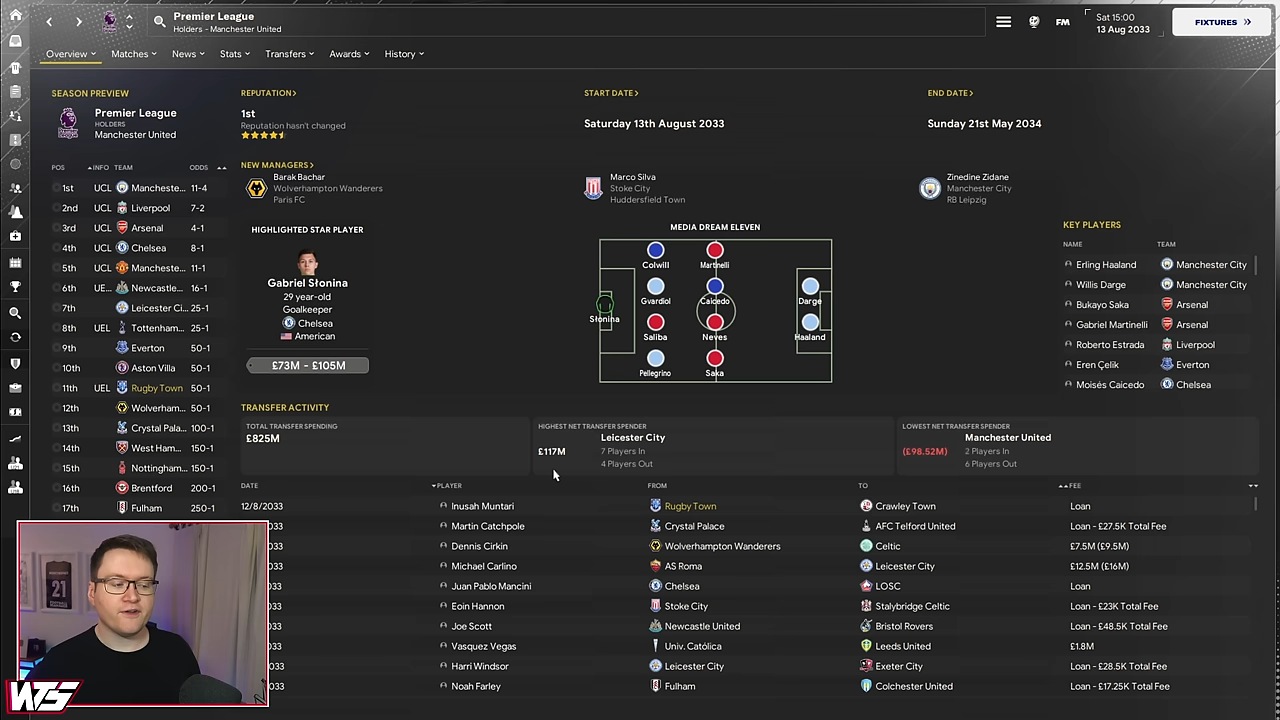 Premier League
Holders - Manchester United
FM
Sat 15:00
13 Aug 2033
FIXTURES
Overview
Matches
News
Stats
Transfers
Awards
History
SEASON PREVIEW
Premier League
HOLDERS
Manchester United
POS INFO TEAM ODDS
1st UCL Mancheste... 11-4
2nd UCL Liverpool 7-2
3rd UCL Arsenal 4-1
4th UCL Chelsea 8-1
5th UCL Mancheste... 11-1
6th UE... Newcastle... 16-1
7th Leicester Ci... 25-1
8th UEL Tottenham... 25-1
9th Everton 50-1
10th Aston Villa 50-1
11th UEL Rugby Town 50-1
12th Wolverham... 50-1
13th Crystal Pala... 100-1
14th West Ham... 150-1
15th Nottingham... 150-1
16th Brentford 200-1
17th Fulham 250-1
REPUTATION
1st
Reputation hasn't changed
START DATE
Saturday 13th August 2033
END DATE
Sunday 21st May 2034
NEW MANAGERS
Barak Bachar
Wolverhampton Wanderers
Paris FC
Marco Silva
Stoke City
Huddersfield Town
Zinedine Zidane
Manchester City
RB Leipzig
HIGHLIGHTED STAR PLAYER
Gabriel Słonina
29 year-old
Goalkeeper
Chelsea
American
£73M - £105M
MEDIA DREAM ELEVEN
Colwill
Martinelli
Gvardiol
Caicedo
Darge
Słonina
Saliba
Neves
Haaland
Pellegrino
Saka
KEY PLAYERS
NAME TEAM
Erling Haaland Manchester City
Willis Darge Manchester City
Bukayo Saka Arsenal
Gabriel Martinelli Arsenal
Roberto Estrada Liverpool
Eren Çelik Everton
Moisés Caicedo Chelsea
TRANSFER ACTIVITY
TOTAL TRANSFER SPENDING
£825M
HIGHEST NET TRANSFER SPENDER
£117M
Leicester City
7 Players In
4 Players Out
LOWEST NET TRANSFER SPENDER
(£98.52M)
Manchester United
2 Players In
6 Players Out
DATE PLAYER FROM TO FEE
12/8/2033 Inusah Muntari Rugby Town Crawley Town Loan
033 Martin Catchpole Crystal Palace AFC Telford United Loan - £27.5K Total Fee
033 Dennis Cirkin Wolverhampton Wanderers Celtic £7.5M (£9.5M)
033 Michael Carlino AS Roma Leicester City £12.5M (£16M)
033 Juan Pablo Mancini Chelsea LOSC Loan
033 Eoin Hannon Stoke City Stalybridge Celtic Loan - £23K Total Fee
033 Joe Scott Newcastle United Bristol Rovers Loan - £48.5K Total Fee
033 Vasquez Vegas Univ. Católica Leeds United £1.8M
033 Harri Windsor Leicester City Exeter City Loan - £28.5K Total Fee
033 Noah Farley Fulham Colchester United Loan - £17.25K Total Fee
21
WTS